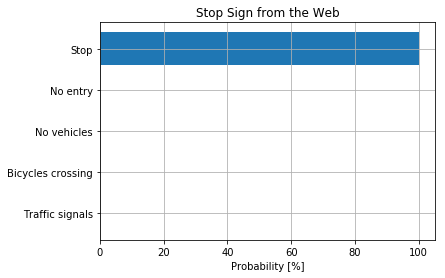 Stop Sign from the Web
Stop
No entry
No vehicles
Bicycles crossing
Traffic signals
0 20 40 60 80 100
Probability [%]